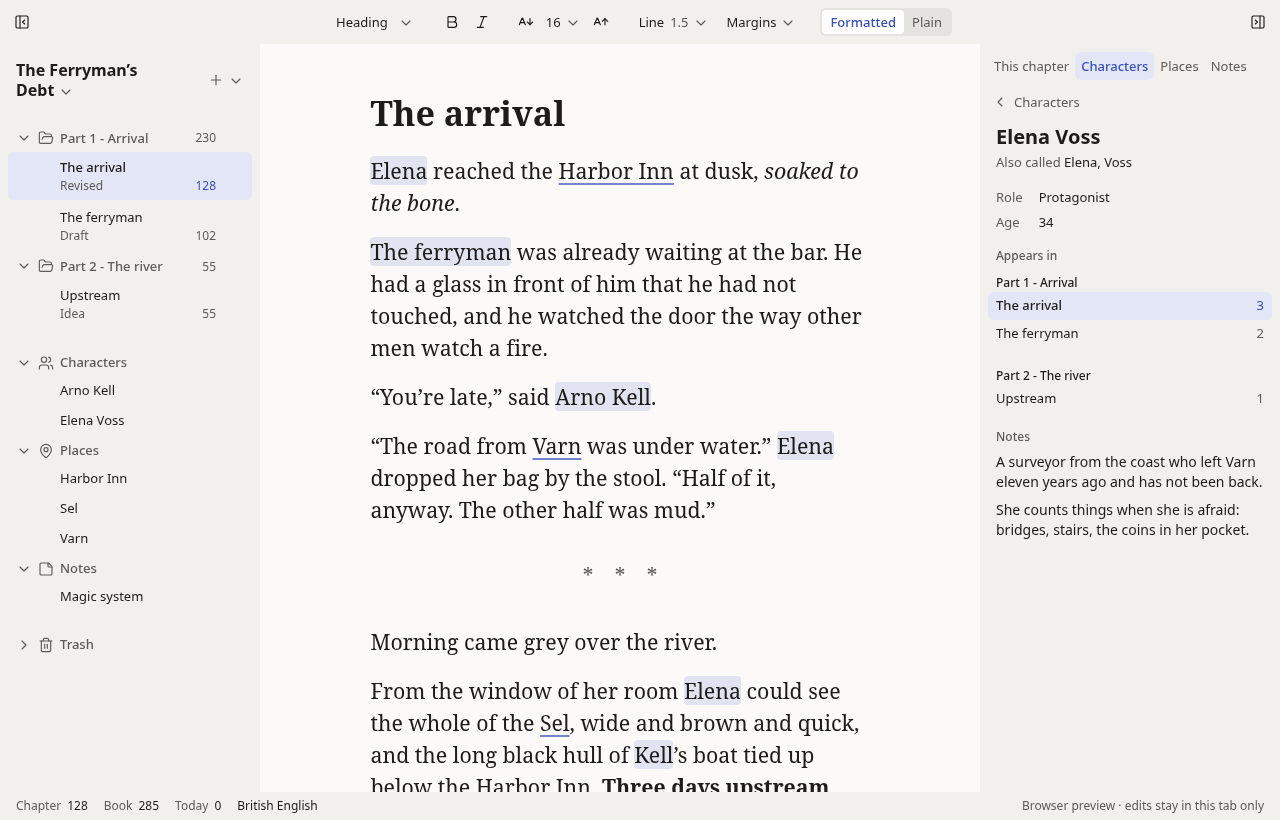 Heading
B I
16
Line 1.5
Margins
Formatted Plain
The Ferryman’s
Debt
Part 1 - Arrival 230
The arrival
Revised 128
The ferryman
Draft 102
Part 2 - The river 55
Upstream
Idea 55
Characters
Arno Kell
Elena Voss
Places
Harbor Inn
Sel
Varn
Notes
Magic system
Trash
The arrival
Elena reached the Harbor Inn at dusk, soaked to
the bone.
The ferryman was already waiting at the bar. He
had a glass in front of him that he had not
touched, and he watched the door the way other
men watch a fire.
“You’re late,” said Arno Kell.
“The road from Varn was under water.” Elena
dropped her bag by the stool. “Half of it,
anyway. The other half was mud.”
* * *
Morning came grey over the river.
From the window of her room Elena could see
the whole of the Sel, wide and brown and quick,
and the long black hull of Kell’s boat tied up
below the Harbor Inn. Three days upstream
This chapter Characters Places Notes
Characters
Elena Voss
Also called Elena, Voss
Role Protagonist
Age 34
Appears in
Part 1 - Arrival
The arrival 3
The ferryman 2
Part 2 - The river
Upstream 1
Notes
A surveyor from the coast who left Varn
eleven years ago and has not been back.
She counts things when she is afraid:
bridges, stairs, the coins in her pocket.
Chapter 128 Book 285 Today 0 British English
Browser preview · edits stay in this tab only